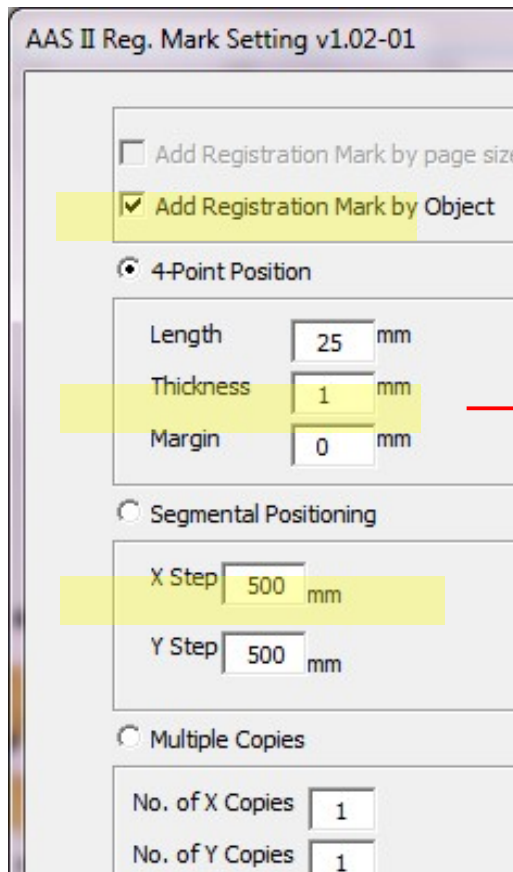 AAS II Reg. Mark Setting v1.02-01
Add Registration Mark by page size
Add Registration Mark by Object
4-Point Position
Length 25 mm
Thickness 1 mm
Margin 0 mm
Segmental Positioning
X Step 500 mm
Y Step 500 mm
Multiple Copies
No. of X Copies 1
No. of Y Copies 1